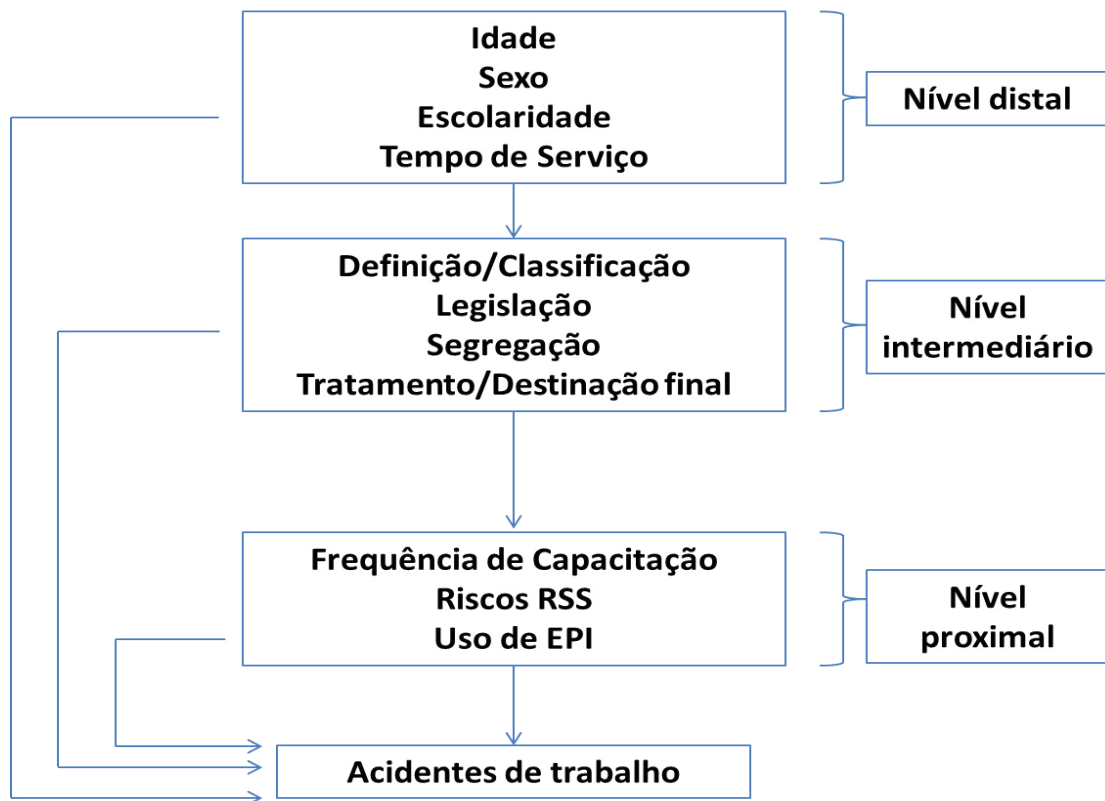 Idade
Sexo
Escolaridade
Tempo de Serviço
Nível distal
Definição/Classificação
Legislação
Segregação
Tratamento/Destinação final
Nível
intermediário
Frequência de Capacitação
Riscos RSS
Uso de EPI
Nível
proximal
Acidentes de trabalho